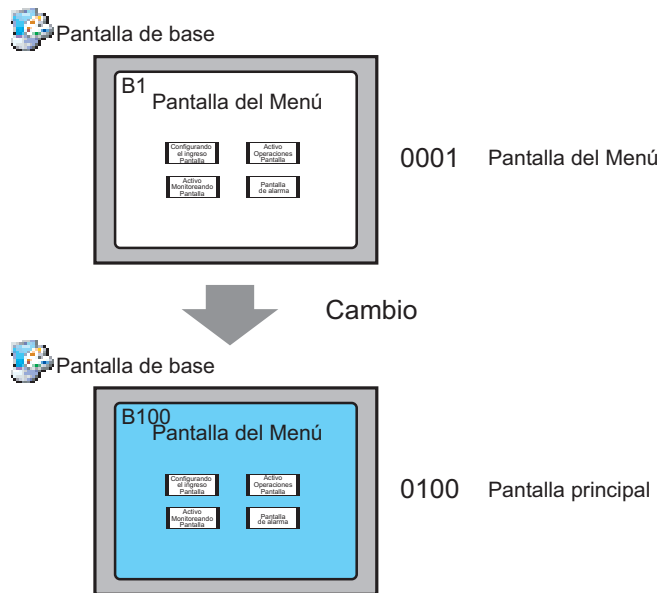 Pantalla de base
B1
Pantalla del Menú
Configurando
el ingreso
Pantalla
Activo
Operaciones
Pantalla
Activo
Monitoreando
Pantalla
Pantalla
de alarma
0001 Pantalla del Menú
Cambio
Pantalla de base
B100
Pantalla del Menú
Configurando
el ingreso
Pantalla
Activo
Operaciones
Pantalla
Activo
Monitoreando
Pantalla
Pantalla
de alarma
0100 Pantalla principal